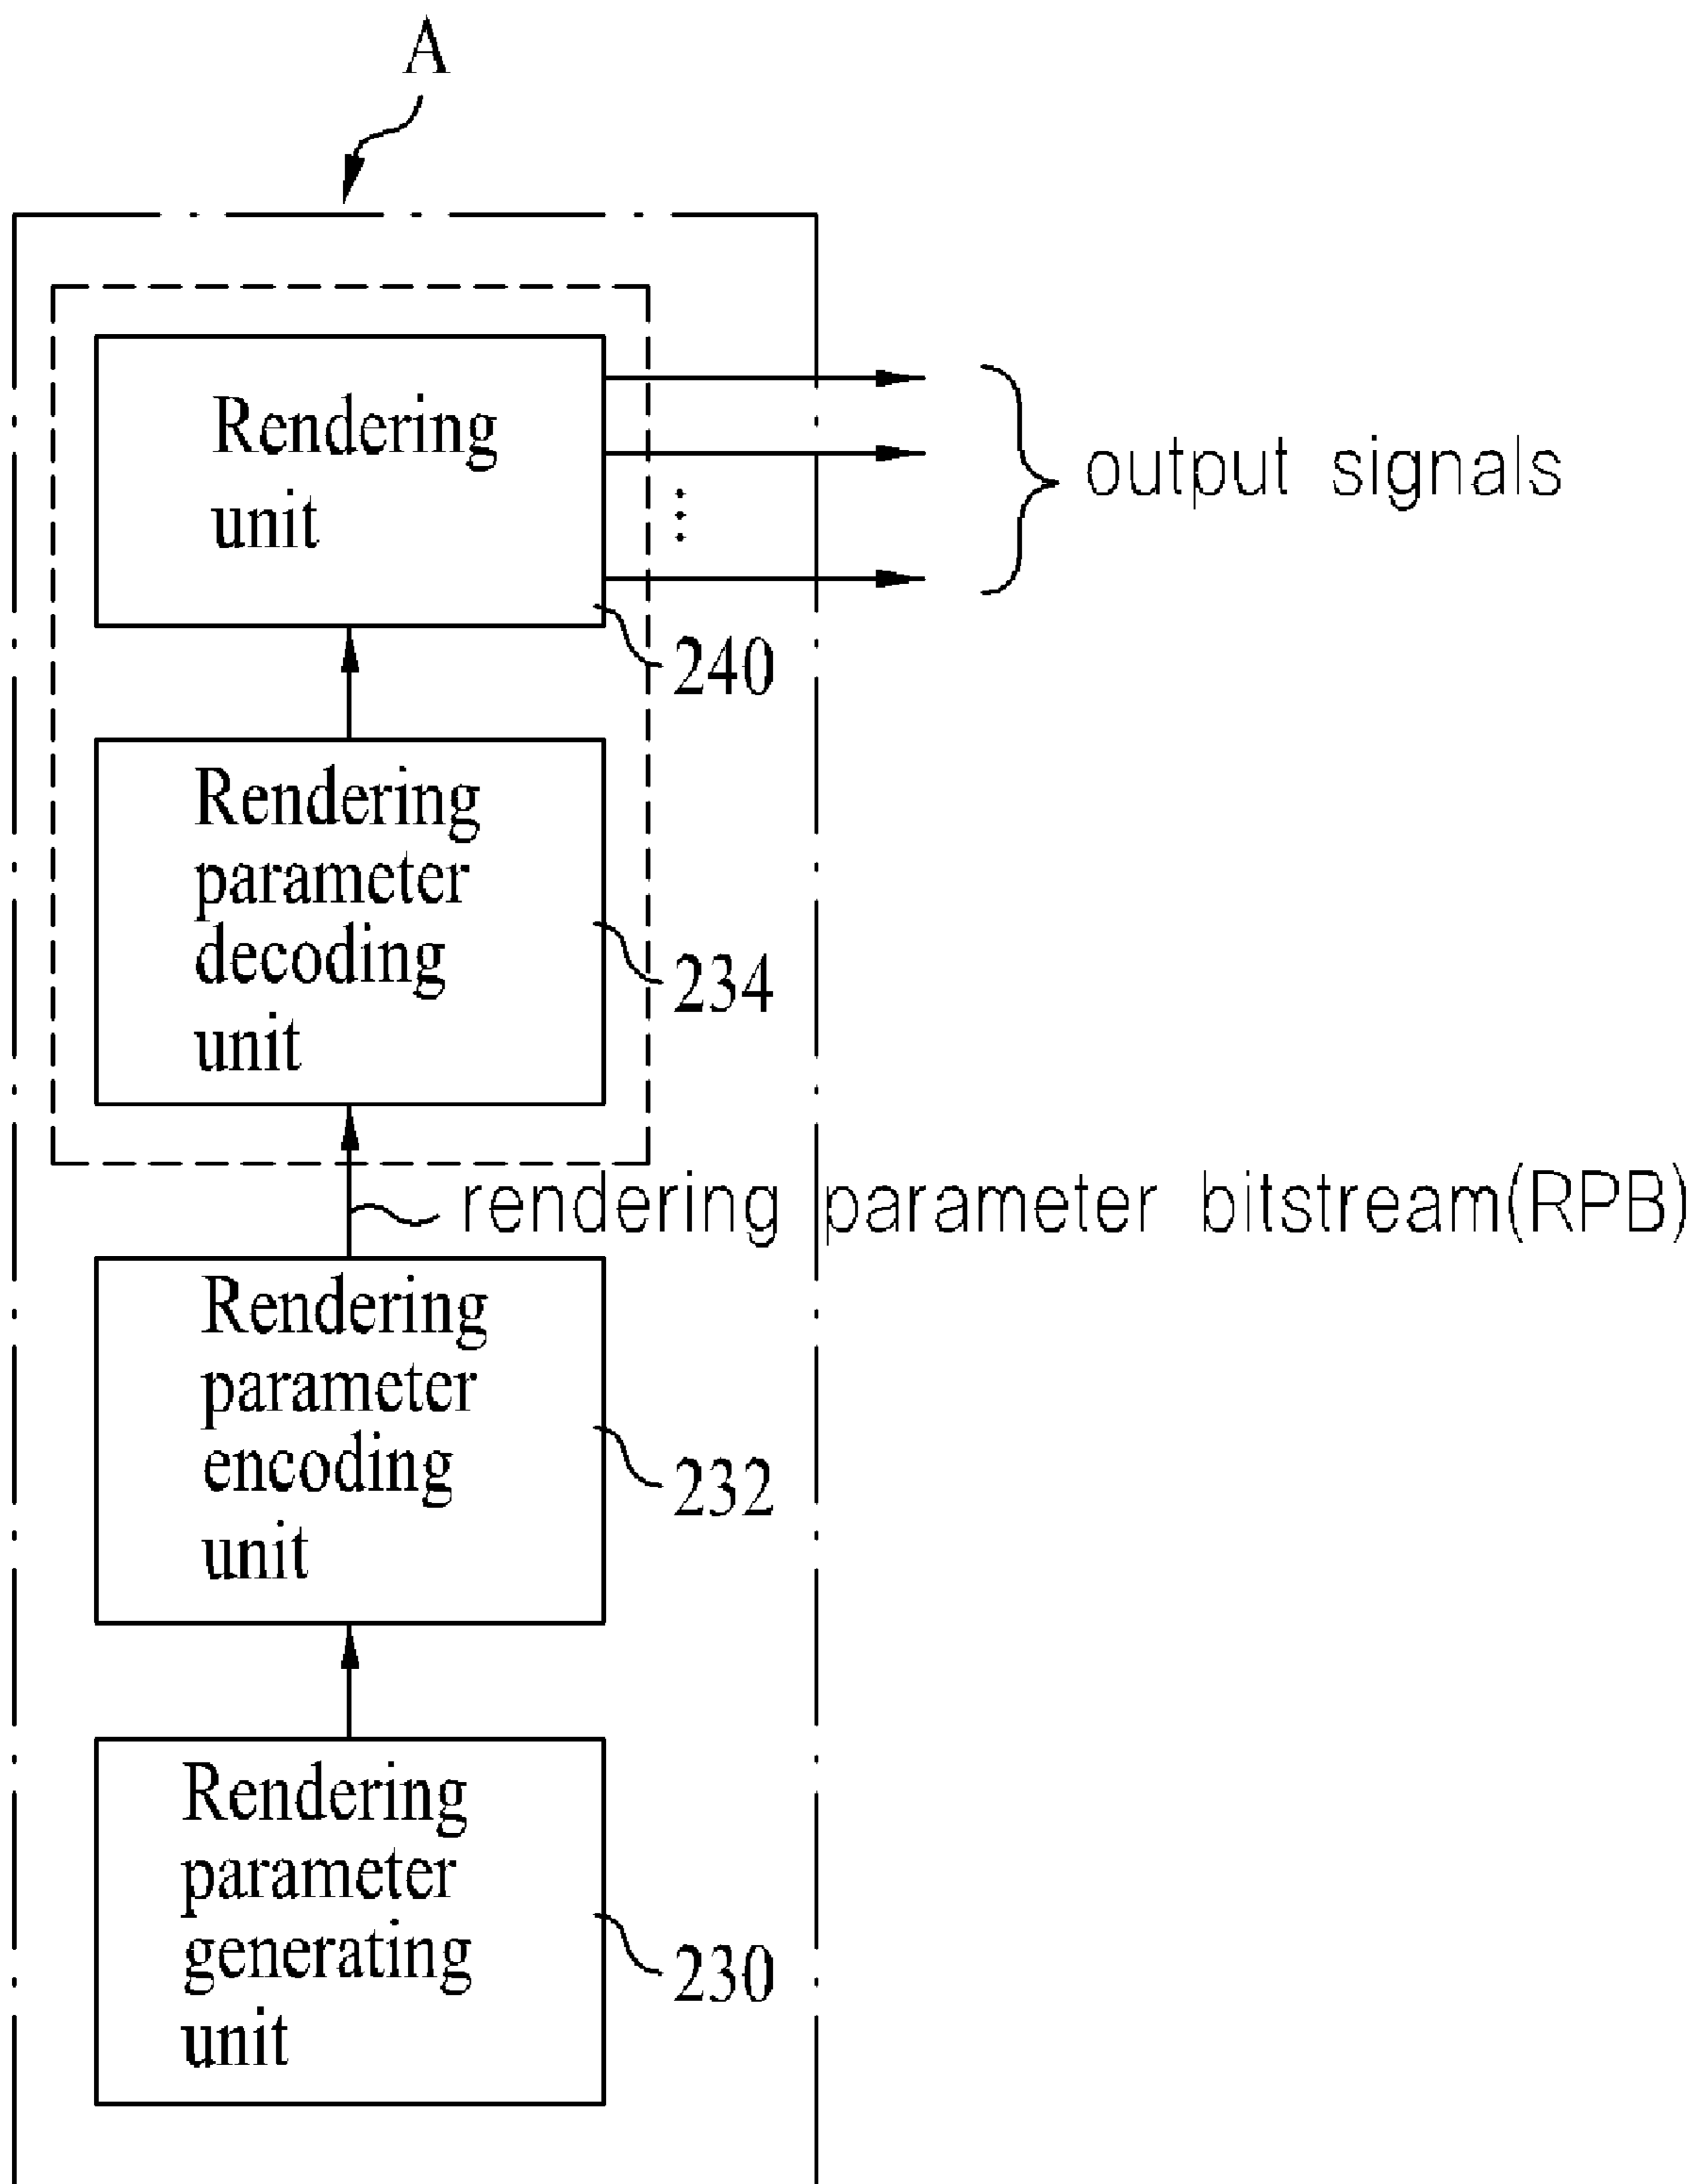 A
Rendering
unit
output signals
240
Rendering
parameter
decoding
unit
234
rendering parameter bitstream(RPB)
Rendering
parameter
encoding
unit
232
Rendering
parameter
generating
unit
230